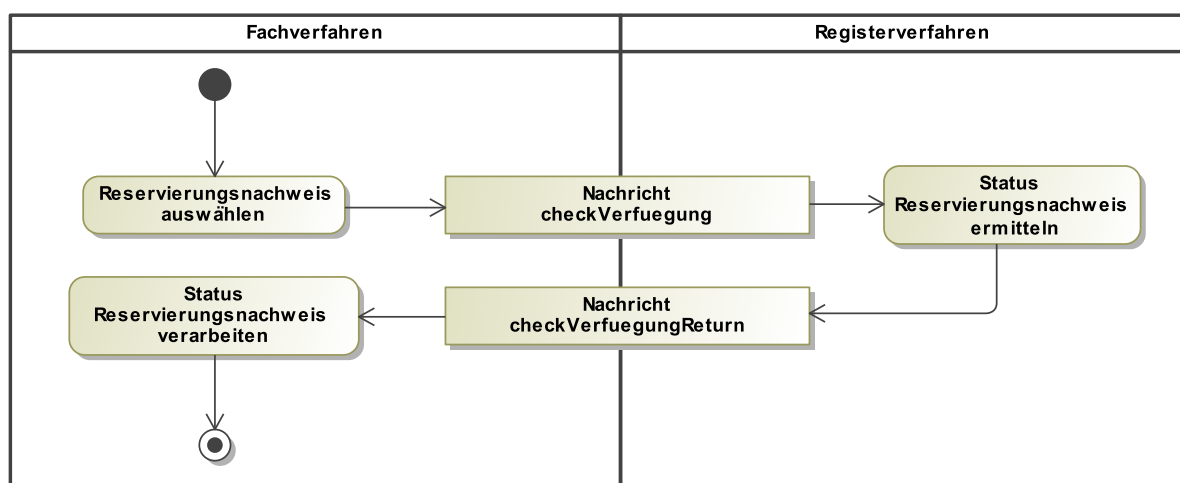 Fachverfahren
Registerverfahren
Reservierungsnachweis
auswählen
Nachricht
checkVerfuegung
Status
Reservierungsnachweis
ermitteln
Status
Reservierungsnachweis
verarbeiten
Nachricht
checkVerfuegungReturn